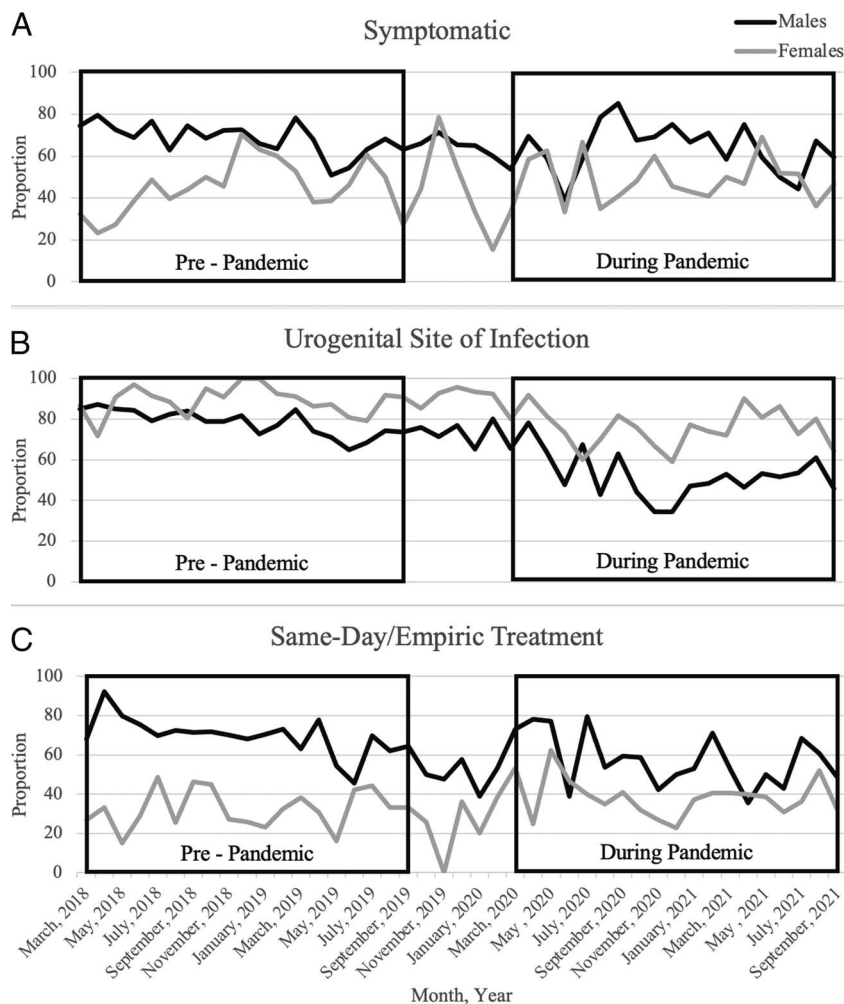 A
Symptomatic
Males
Females
Proportion
100
80
60
40
20
0
Pre - Pandemic
During Pandemic
B
Urogenital Site of Infection
Proportion
100
80
60
40
20
0
Pre - Pandemic
During Pandemic
C
Same-Day/Empiric Treatment
Proportion
100
80
60
40
20
0
Pre - Pandemic
During Pandemic
March, 2018
May, 2018
July, 2018
September, 2018
November, 2018
January, 2019
March, 2019
May, 2019
July, 2019
September, 2019
November, 2019
January, 2020
March, 2020
May, 2020
July, 2020
September, 2020
November, 2020
January, 2021
March, 2021
May, 2021
July, 2021
September, 2021
Month, Year